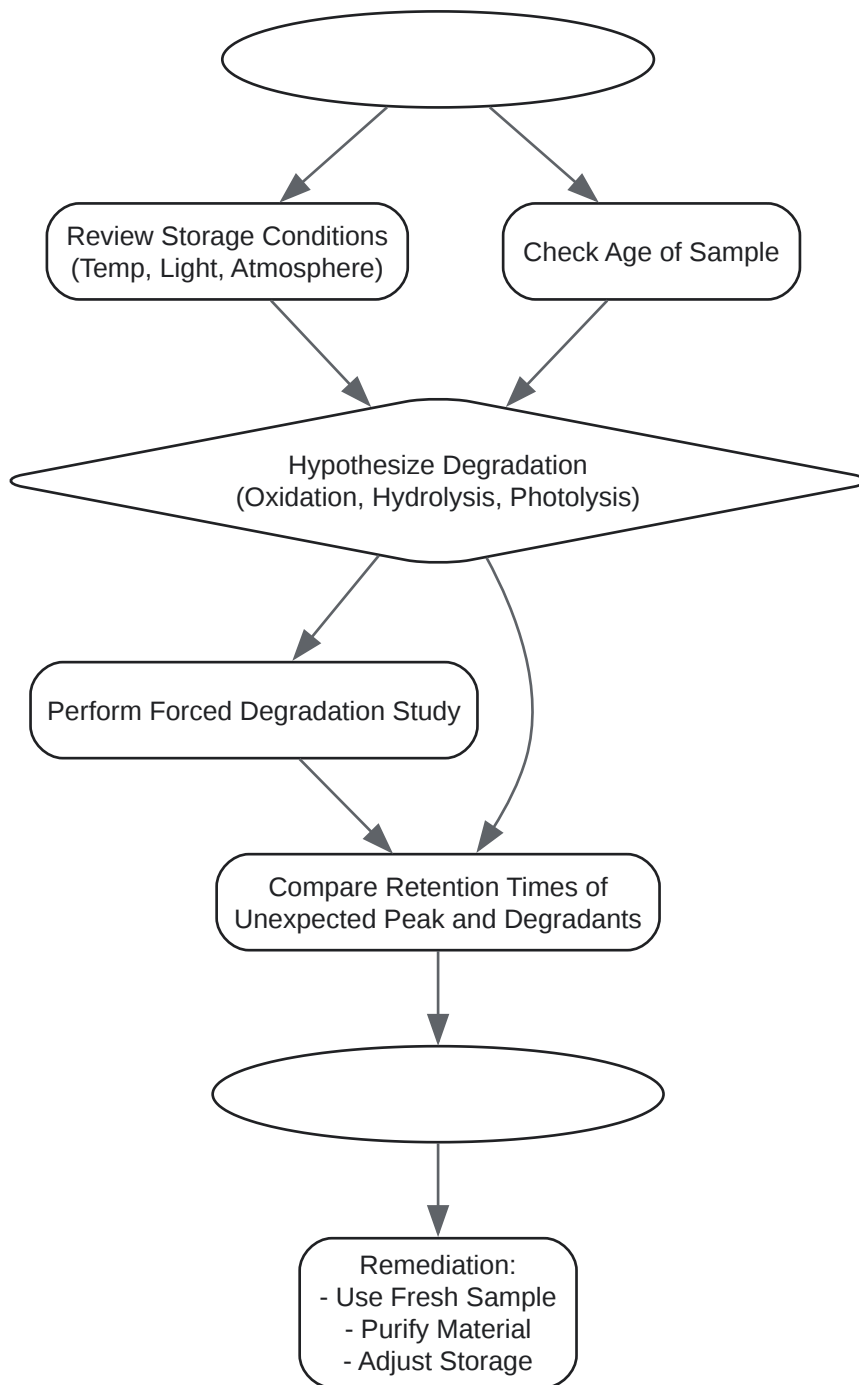 Review Storage Conditions
(Temp, Light, Atmosphere)
Check Age of Sample
Hypothesize Degradation
(Oxidation, Hydrolysis, Photolysis)
Perform Forced Degradation Study
Compare Retention Times of
Unexpected Peak and Degradants
Remediation:
- Use Fresh Sample
- Purify Material
- Adjust Storage